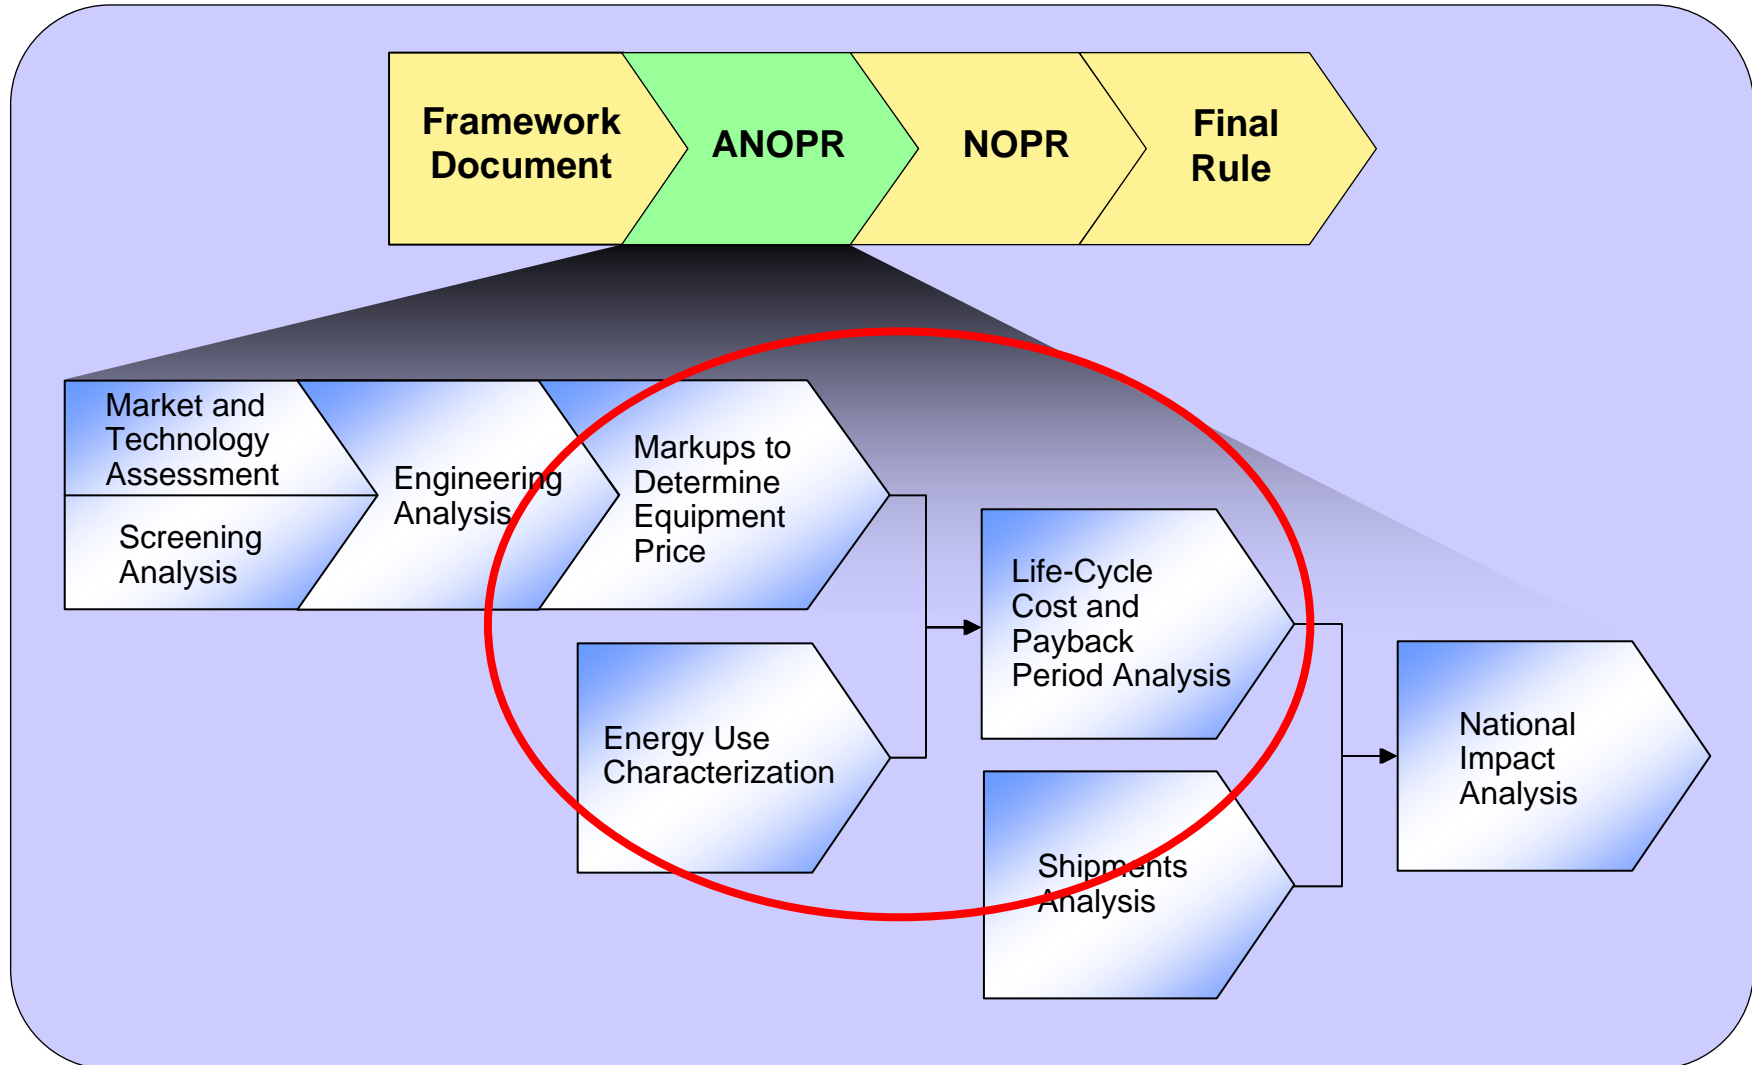 Framework
Document
ANOPR
NOPR
Final
Rule
Market and
Technology
Assessment
Screening
Analysis
Engineering
Analysis
Markups to
Determine
Equipment
Price
Energy Use
Characterization
Life-Cycle
Cost and
Payback
Period Analysis
Shipments
Analysis
National
Impact
Analysis